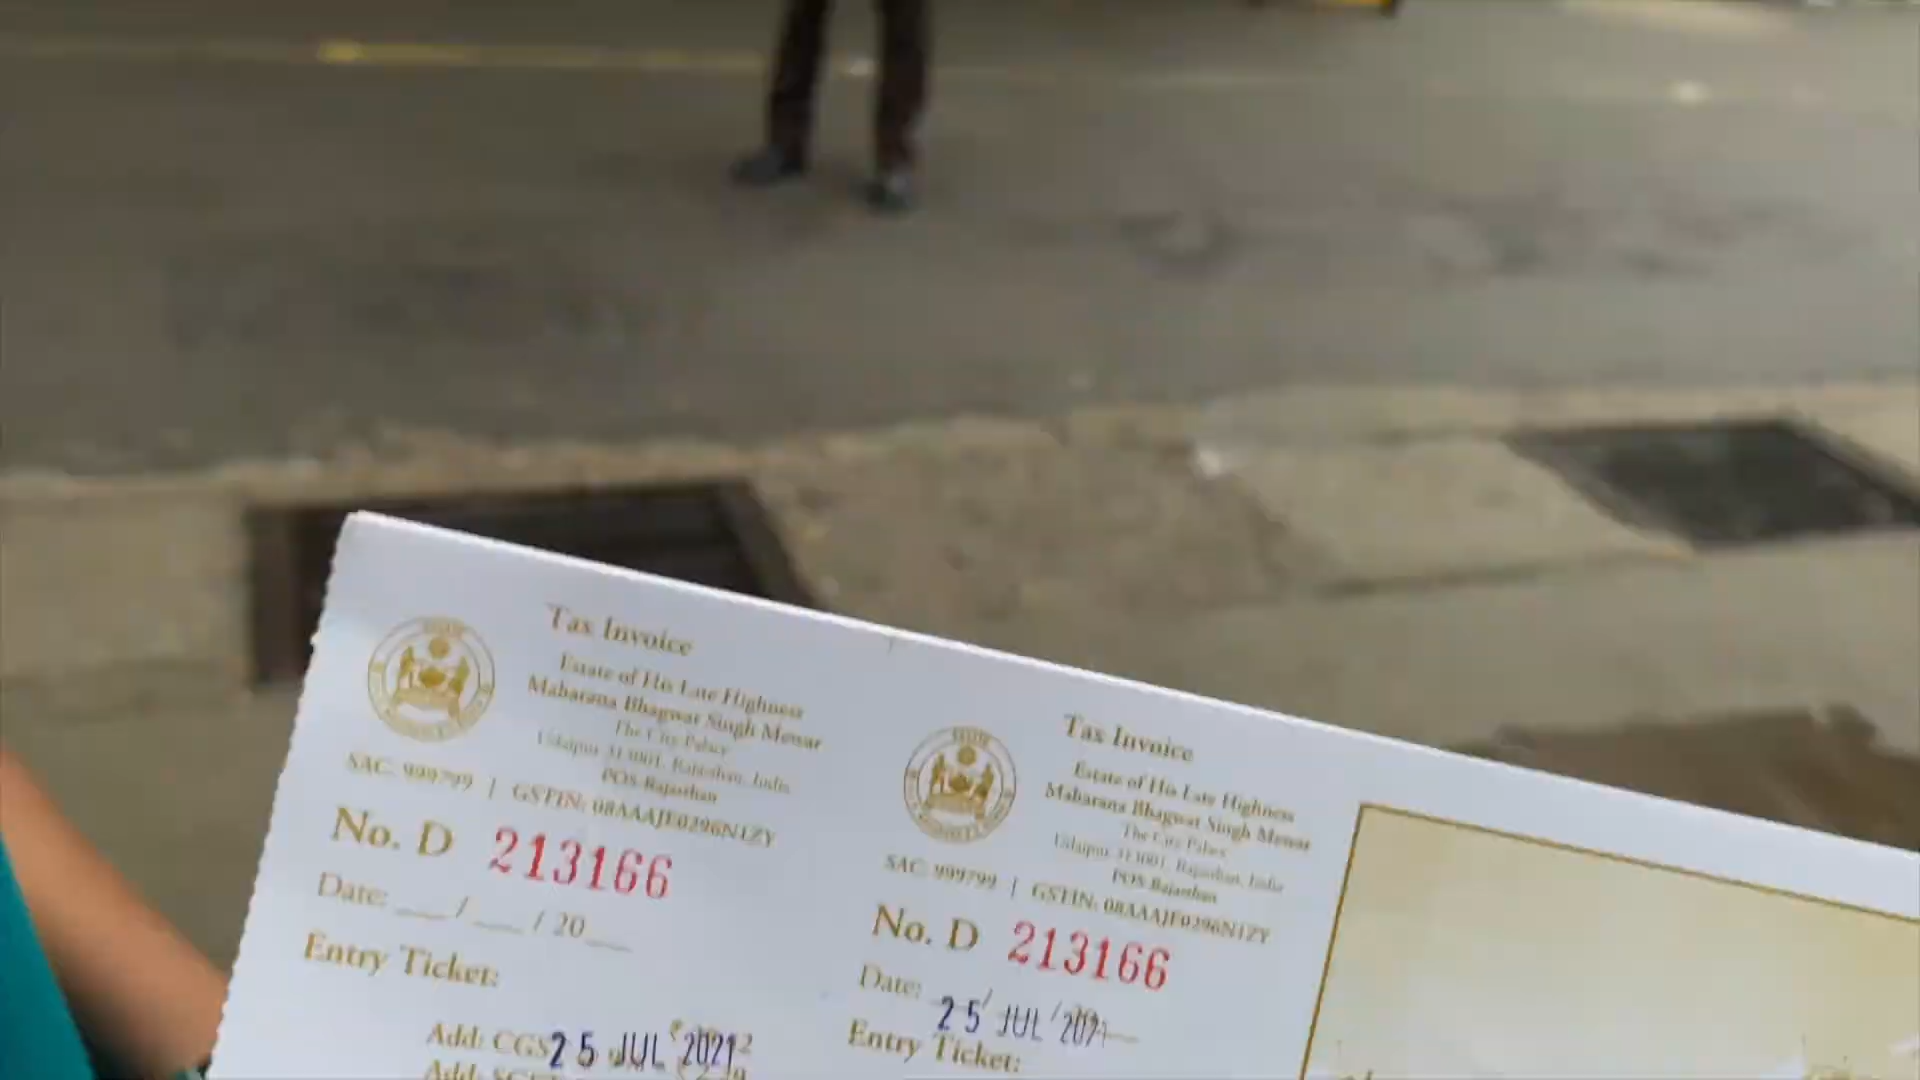 Tax Invoice
Estate of His Late Highness
Maharana Bhagwat Singh Mewar
The City Palace
Udaipur 313001, Rajasthan, India
POS-Rajasthan
SAC: 999799 | GSTIN: 08AAAJE0296N1ZY
No. D 213166
Date: ___/___/20___
Entry Ticket:
Add: CGS
25 JUL 2021
Tax Invoice
Estate of His Late Highness
Maharana Bhagwat Singh Mewar
The City Palace
Udaipur 313001, Rajasthan, India
POS-Rajasthan
SAC: 999799 | GSTIN: 08AAAJE0296N1ZY
No. D 213166
Date: 25 JUL 2021
Entry Ticket: